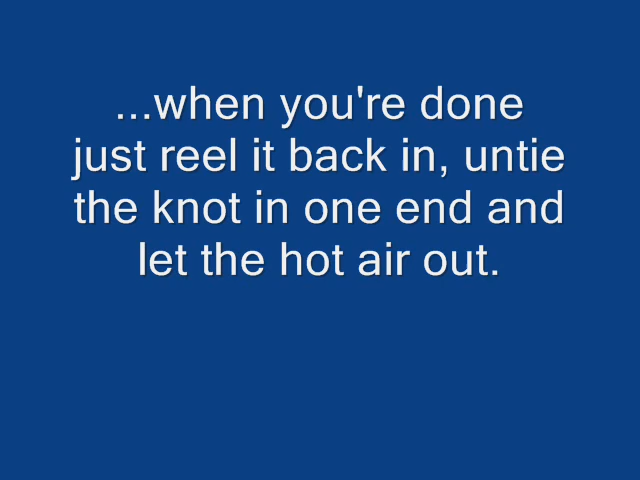 ...when you're done
just reel it back in, untie
the knot in one end and
let the hot air out.